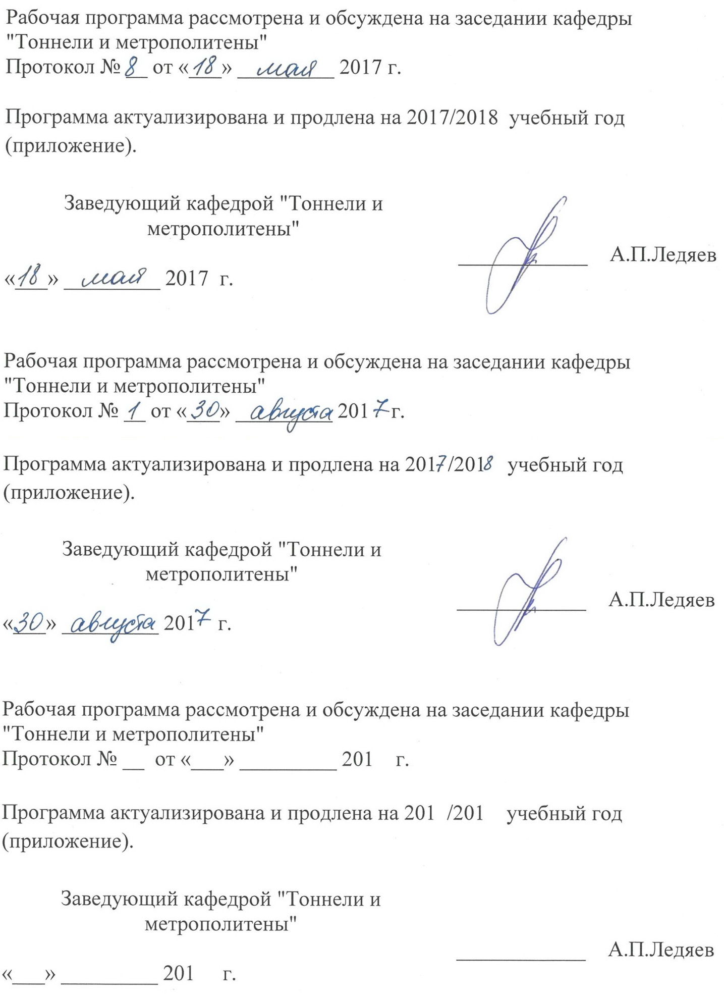 Рабочая программа рассмотрена и обсуждена на заседании кафедры
"Тоннели и метрополитены"
Протокол № 8 от «18» мая 2017 г.
Программа актуализирована и продлена на 2017/2018 учебный год
(приложение).
Заведующий кафедрой "Тоннели и
метрополитены"
А.П.Ледяев
«18» мая 2017 г.
Рабочая программа рассмотрена и обсуждена на заседании кафедры
"Тоннели и метрополитены"
Протокол № 1 от «30» августа 2017 г.
Программа актуализирована и продлена на 2017/2018 учебный год
(приложение).
Заведующий кафедрой "Тоннели и
метрополитены"
А.П.Ледяев
«30» августа 2017 г.
Рабочая программа рассмотрена и обсуждена на заседании кафедры
"Тоннели и метрополитены"
Протокол № __ от «___» _________ 201 г.
Программа актуализирована и продлена на 201 /201 учебный год
(приложение).
Заведующий кафедрой "Тоннели и
метрополитены"
____________ А.П.Ледяев
«___» _________ 201 г.